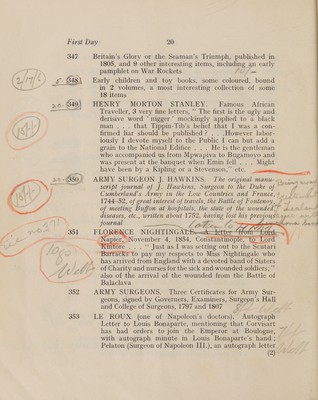 First Day 20
347 Britain's Glory or the Seaman's Triumph, published in
1805, and 9 other interesting items, including an early
pamphlet on War Rockets 10/-
348 Early children and toy books, some coloured, bound
in 2 volumes, a most interesting collection of some
18 items
349 HENRY MORTON STANLEY. Famous African
Traveller, 3 very fine letters, "The first is the ugly and
derisive word 'nigger' mockingly applied to a black
man . . . that Tippin-Tib's belief that I was a con-
firmed liar should be published? . . . However labor-
iously I devote myself to the Public I can but add a
grain to the National Edifice . . . He is the gentleman
who accompanied us from Mpwapira to Bagamoyo and
was present at the banquet when Emin fell . . . Might
have been by a Kipling or a Stevenson," etc.
350 ARMY SURGEON J. HAWKINS. The original manu-
script journal of J. Hawkins, Surgeon to the Duke of
Cumberland's Army in the Low Countries and France,
1744-52, of great interest of travels, the Battle of Fontenoy,
of meeting Buffon at hospitals, the state of the wounded,
diseases, etc., written about 1752, having lost his previous
journal
see no 371
351 FLORENCE NIGHTINGALE. A letter from Lord
Napier, November 4, 1854, Constantinople, to Lord
Kintore . . . "Just as I was setting out to the Scutari
Barracks to pay my respects to Miss Nightingale who
has arrived from England with a devoted band of Sisters
of Charity and nurses for the sick and wounded soldiers;"
also of the arrival of the wounded from the Battle of
Balaclava
352 ARMY SURGEONS. Three Certificates for Army Sur-
geons, signed by Governors, Examiners, Surgeon's Hall
and College of Surgeons, 1797 and 1807
353 LE ROUX (one of Napoleon's doctors). Autograph
Letter to Louis Bonaparte, mentioning that Corvisart
has had orders to join the Emperor at Boulogne,
with autograph minute in Louis Bonaparte's hand;
Pelaton (Surgeon of Napoleon III.), an autograph letter
(2)